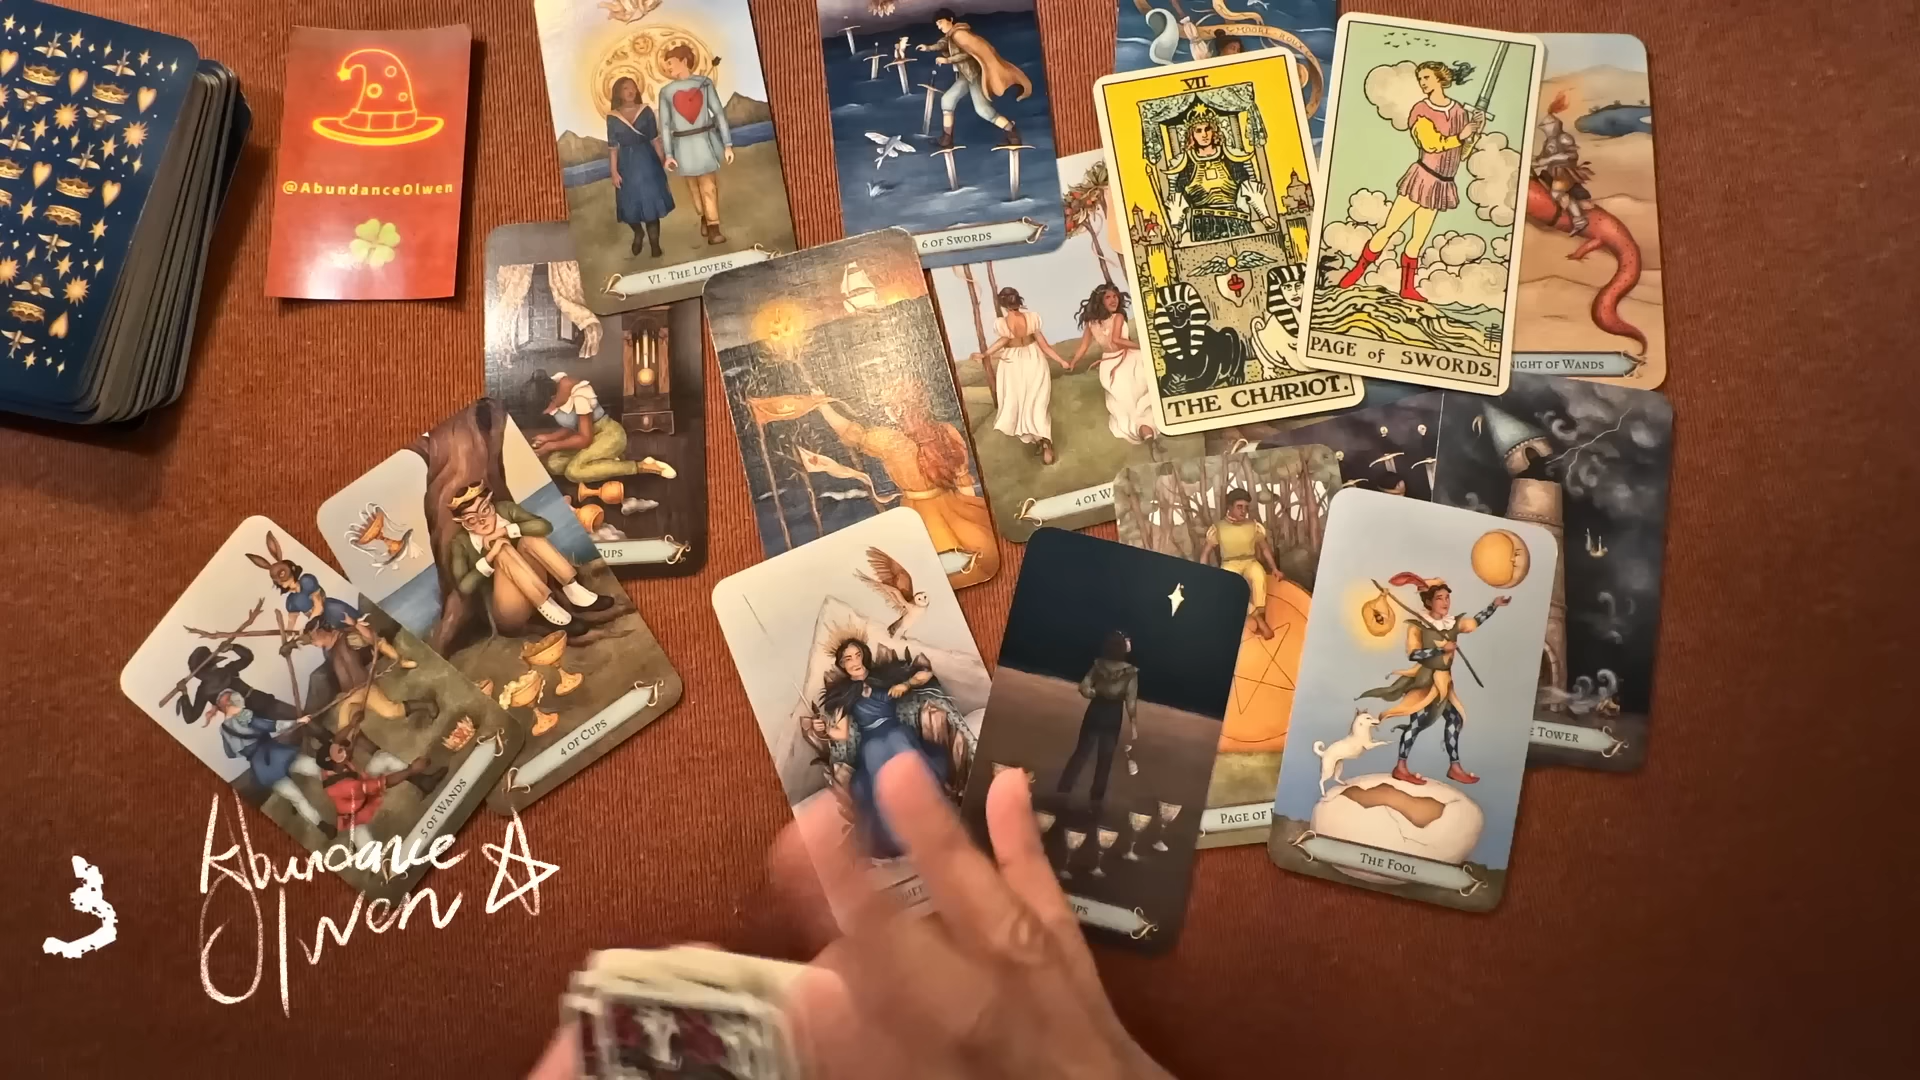 @AbundanceOlwen
VI · THE LOVERS
6 OF SWORDS
VII
THE CHARIOT.
PAGE of SWORDS.
NIGHT OF WANDS
CUPS
4 OF
4 OF CUPS
5 OF WANDS
PAGE OF
THE FOOL
TOWER
Abundance
Olwen
3